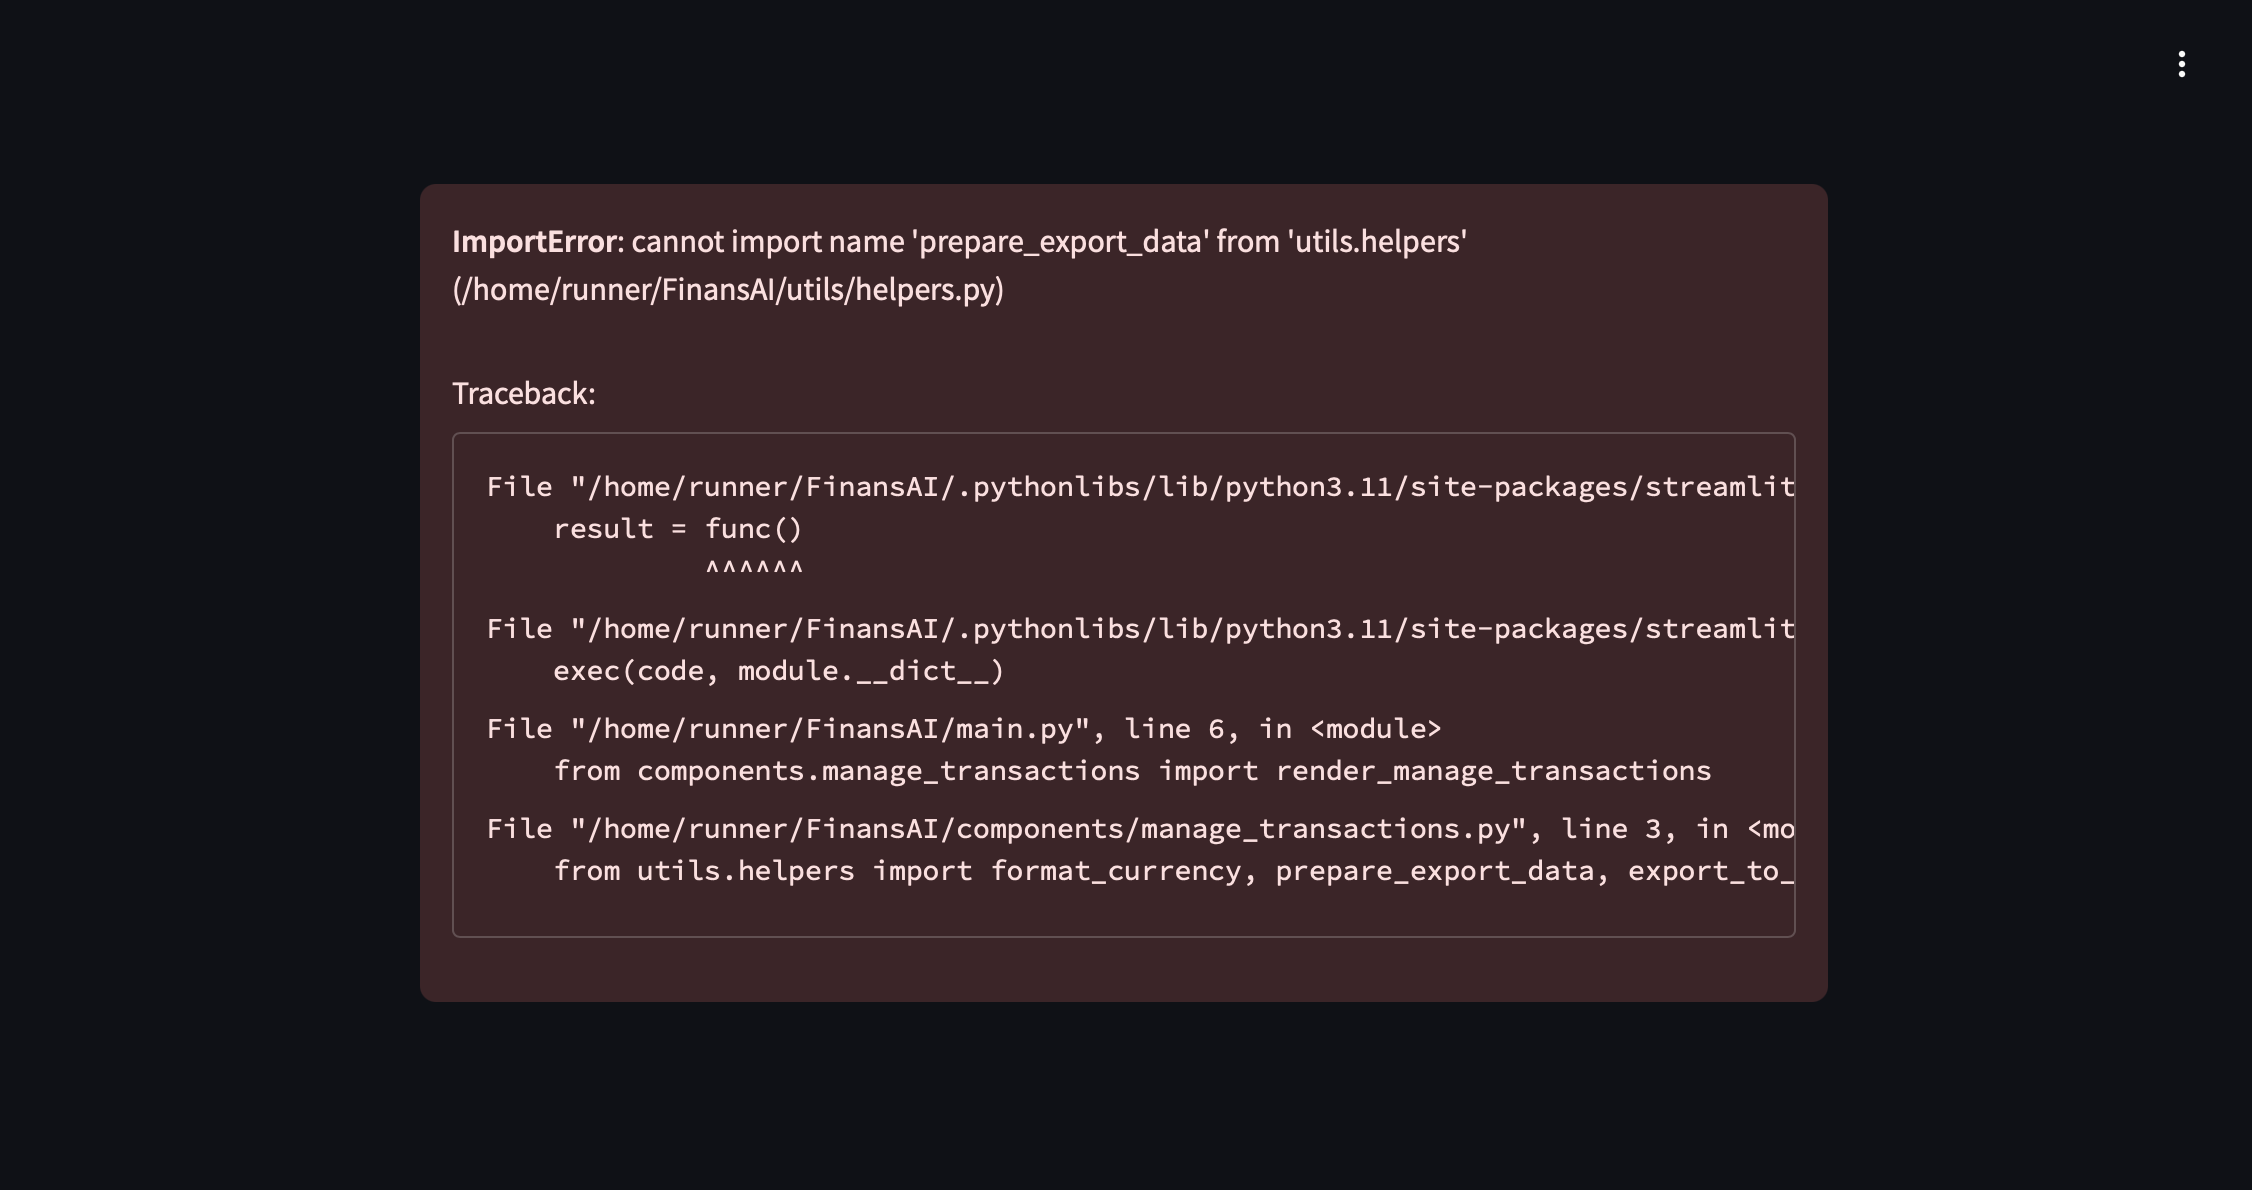 ImportError: cannot import name 'prepare_export_data' from 'utils.helpers'
(/home/runner/FinansAI/utils/helpers.py)
Traceback:
File "/home/runner/FinansAI/.pythonlibs/lib/python3.11/site-packages/streamlit
result = func()
^^^^^^
File "/home/runner/FinansAI/.pythonlibs/lib/python3.11/site-packages/streamlit
exec(code, module.__dict__)
File "/home/runner/FinansAI/main.py", line 6, in <module>
from components.manage_transactions import render_manage_transactions
File "/home/runner/FinansAI/components/manage_transactions.py", line 3, in <mo
from utils.helpers import format_currency, prepare_export_data, export_to_